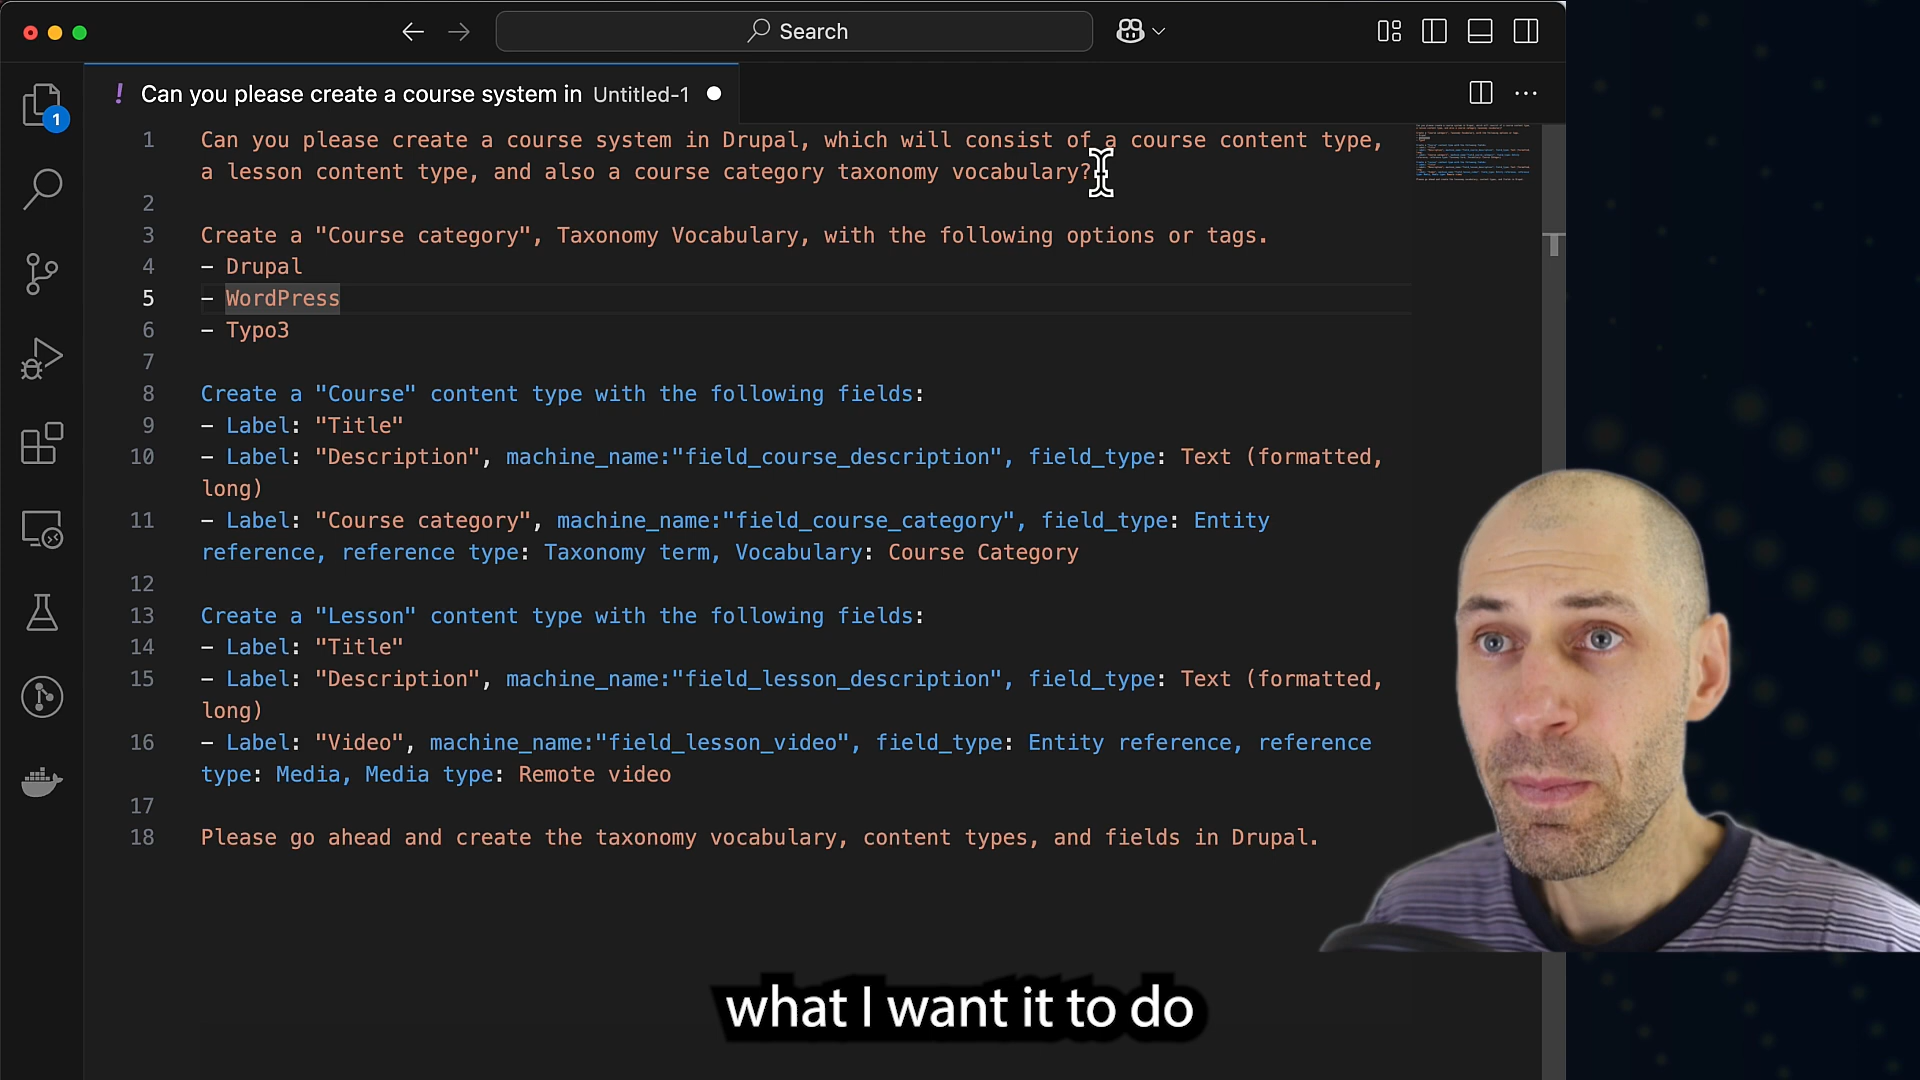 Search
Can you please create a course system in Untitled-1
1
1 Can you please create a course system in Drupal, which will consist of a course content type,
a lesson content type, and also a course category taxonomy vocabulary?
2
3 Create a "Course category", Taxonomy Vocabulary, with the following options or tags.
4 - Drupal
5 - WordPress
6 - Typo3
7
8 Create a "Course" content type with the following fields:
9 - Label: "Title"
10 - Label: "Description", machine_name:"field_course_description", field_type: Text (formatted,
long)
11 - Label: "Course category", machine_name:"field_course_category", field_type: Entity
reference, reference type: Taxonomy term, Vocabulary: Course Category
12
13 Create a "Lesson" content type with the following fields:
14 - Label: "Title"
15 - Label: "Description", machine_name:"field_lesson_description", field_type: Text (formatted,
long)
16 - Label: "Video", machine_name:"field_lesson_video", field_type: Entity reference, reference
type: Media, Media type: Remote video
17
18 Please go ahead and create the taxonomy vocabulary, content types, and fields in Drupal.
what I want it to do